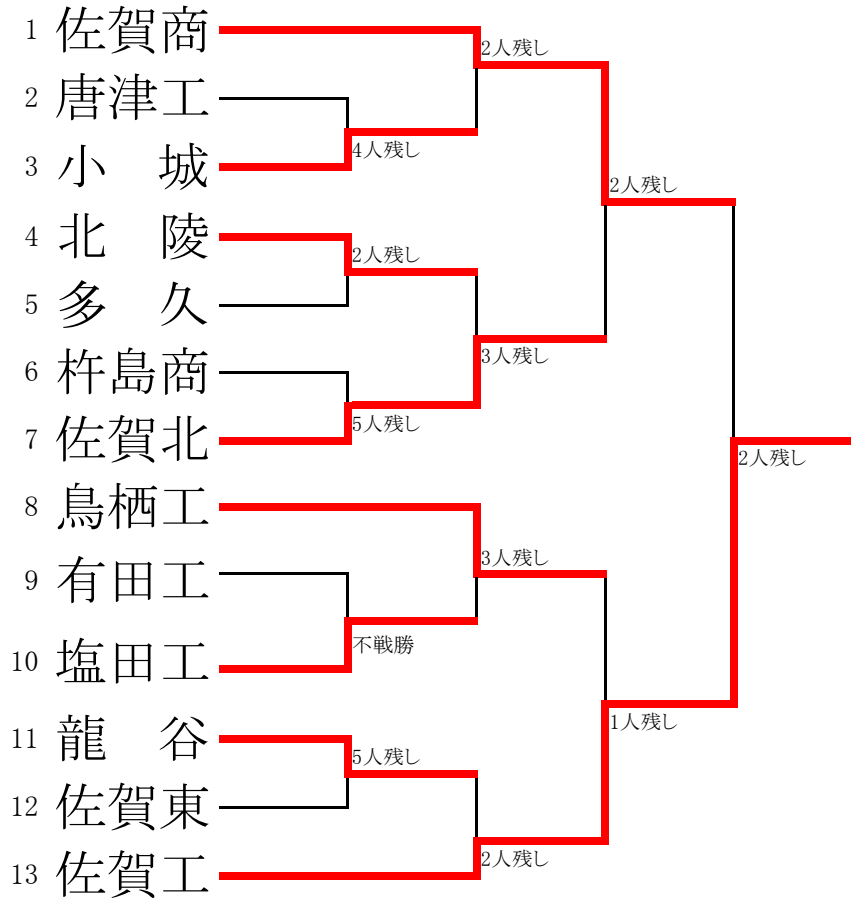 1 佐賀商
2人残し
2 唐津工
4人残し
3 小　城
2人残し
4 北　陵
2人残し
5 多　久
3人残し
6 杵島商
5人残し
7 佐賀北
2人残し
8 鳥栖工
3人残し
9 有田工
不戦勝
10 塩田工
1人残し
11 龍　谷
5人残し
12 佐賀東
2人残し
13 佐賀工